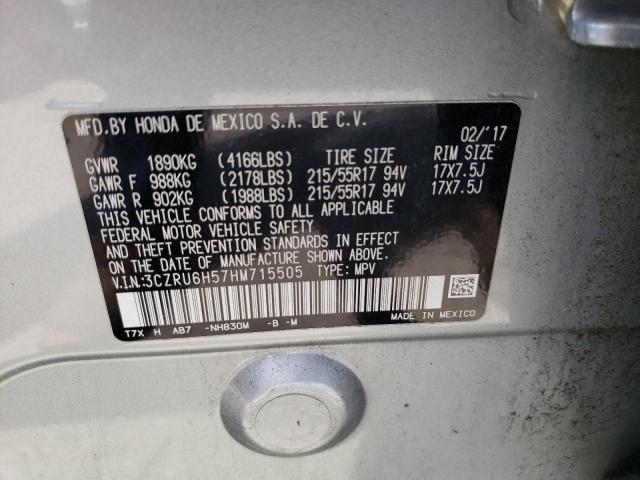 MFD. BY HONDA DE MEXICO S.A. DE C.V.
02/'17
GVWR 1890KG (4166LBS) TIRE SIZE RIM SIZE
GAWR F 988KG (2178LBS) 215/55R17 94V 17X7.5J
GAWR R 902KG (1988LBS) 215/55R17 94V 17X7.5J
THIS VEHICLE CONFORMS TO ALL APPLICABLE
FEDERAL MOTOR VEHICLE SAFETY
AND THEFT PREVENTION STANDARDS IN EFFECT
ON THE DATE OF MANUFACTURE SHOWN ABOVE.
V.I.N:3CZRU6H57HM715505 TYPE: MPV
T7X H AB7 -NH830M -B -M
MADE IN MEXICO